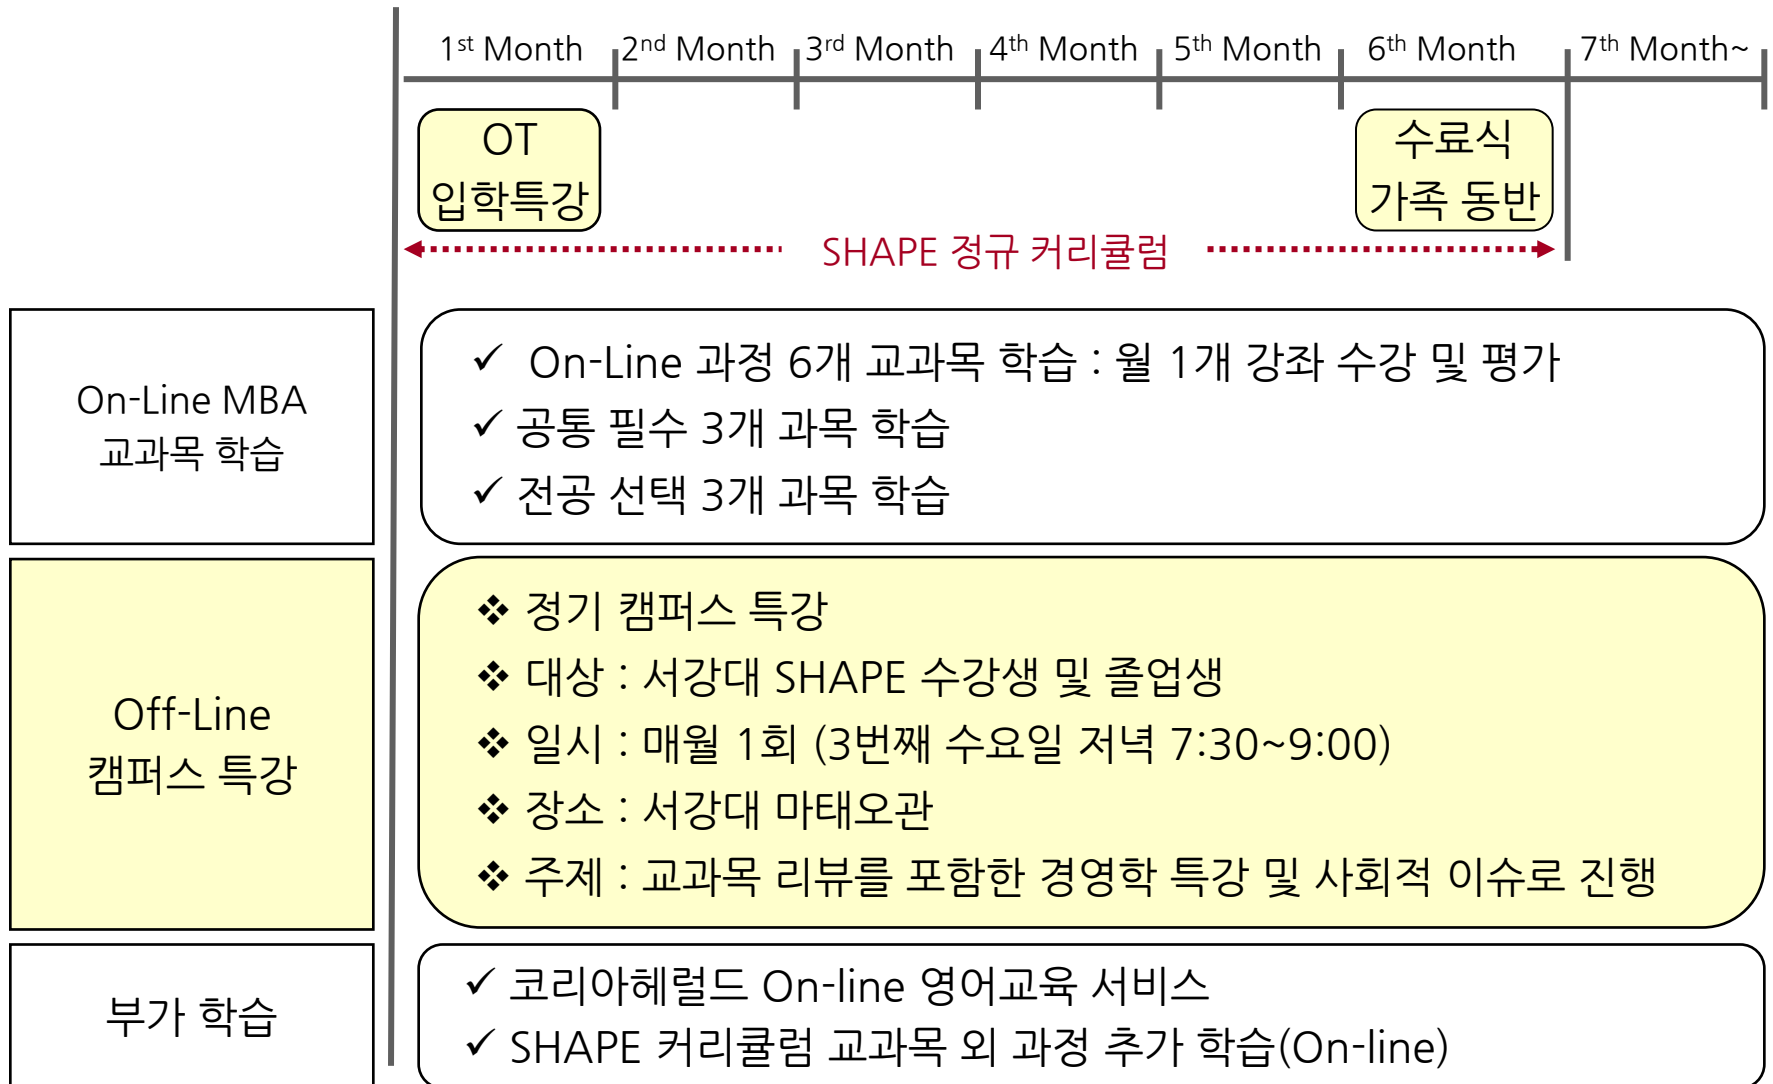 1st Month 2nd Month 3rd Month 4th Month 5th Month 6th Month 7th Month~
OT
입학특강
수료식
가족 동반
SHAPE 정규 커리큘럼
On-Line MBA
교과목 학습
✓ On-Line 과정 6개 교과목 학습 : 월 1개 강좌 수강 및 평가
✓ 공통 필수 3개 과목 학습
✓ 전공 선택 3개 과목 학습
Off-Line
캠퍼스 특강
❖ 정기 캠퍼스 특강
❖ 대상 : 서강대 SHAPE 수강생 및 졸업생
❖ 일시 : 매월 1회 (3번째 수요일 저녁 7:30~9:00)
❖ 장소 : 서강대 마태오관
❖ 주제 : 교과목 리뷰를 포함한 경영학 특강 및 사회적 이슈로 진행
부가 학습
✓ 코리아헤럴드 On-line 영어교육 서비스
✓ SHAPE 커리큘럼 교과목 외 과정 추가 학습(On-line)